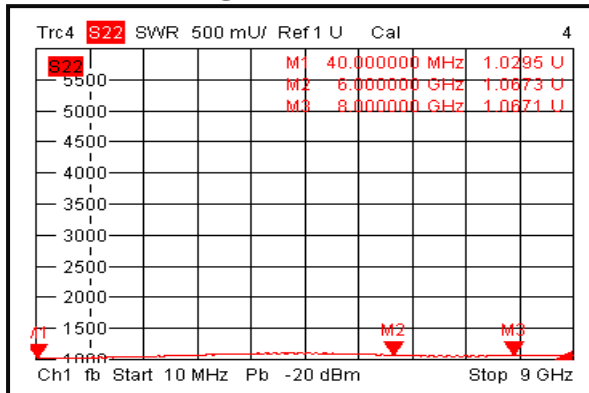 Trc4 S22 SWR 500 mU/ Ref 1 U Cal 4
S22 M1 40.000000 MHz 1.0295 U
5500 M2 6.000000 GHz 1.0673 U
5000 M3 8.000000 GHz 1.0671 U
4500
4000
3500
3000
2500
2000
1500 M2 M3
1000
Ch1 fb Start 10 MHz Pb -20 dBm Stop 9 GHz